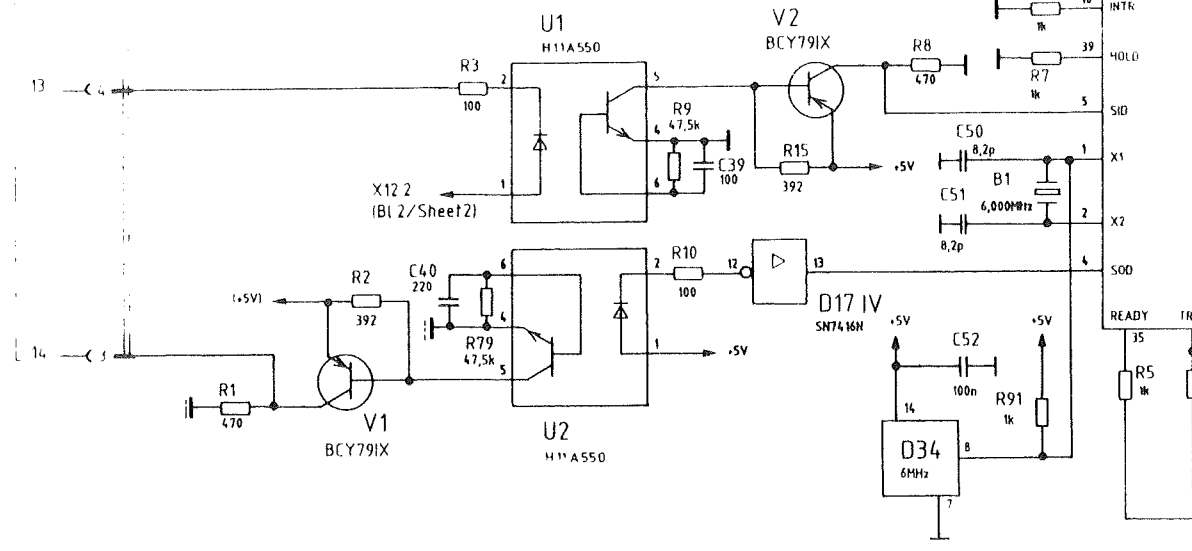 INTR
1k
39
HOLD
R7
1k
5
SID
U1
H11A550
V2
BCY79IX
R8
470
13
4
R3
100
2
5
R9
47,5k
4
C39
100
6
1
R15
392
+5V
X12.2
(Bl.2/Sheet2)
C50
8,2p
1
X1
B1
6,000MHz
C51
8,2p
2
X2
4
SOD
6
C40
220
R79
47,5k
4
5
2
R10
100
12
13
D17 IV
SN7416N
1
+5V
(+5V)
R2
392
14
R1
470
V1
BCY79IX
U2
H11A550
+5V
C52
100n
+5V
R91
1k
READY
35
TR
R5
1k
14
D34
6MHz
8
7